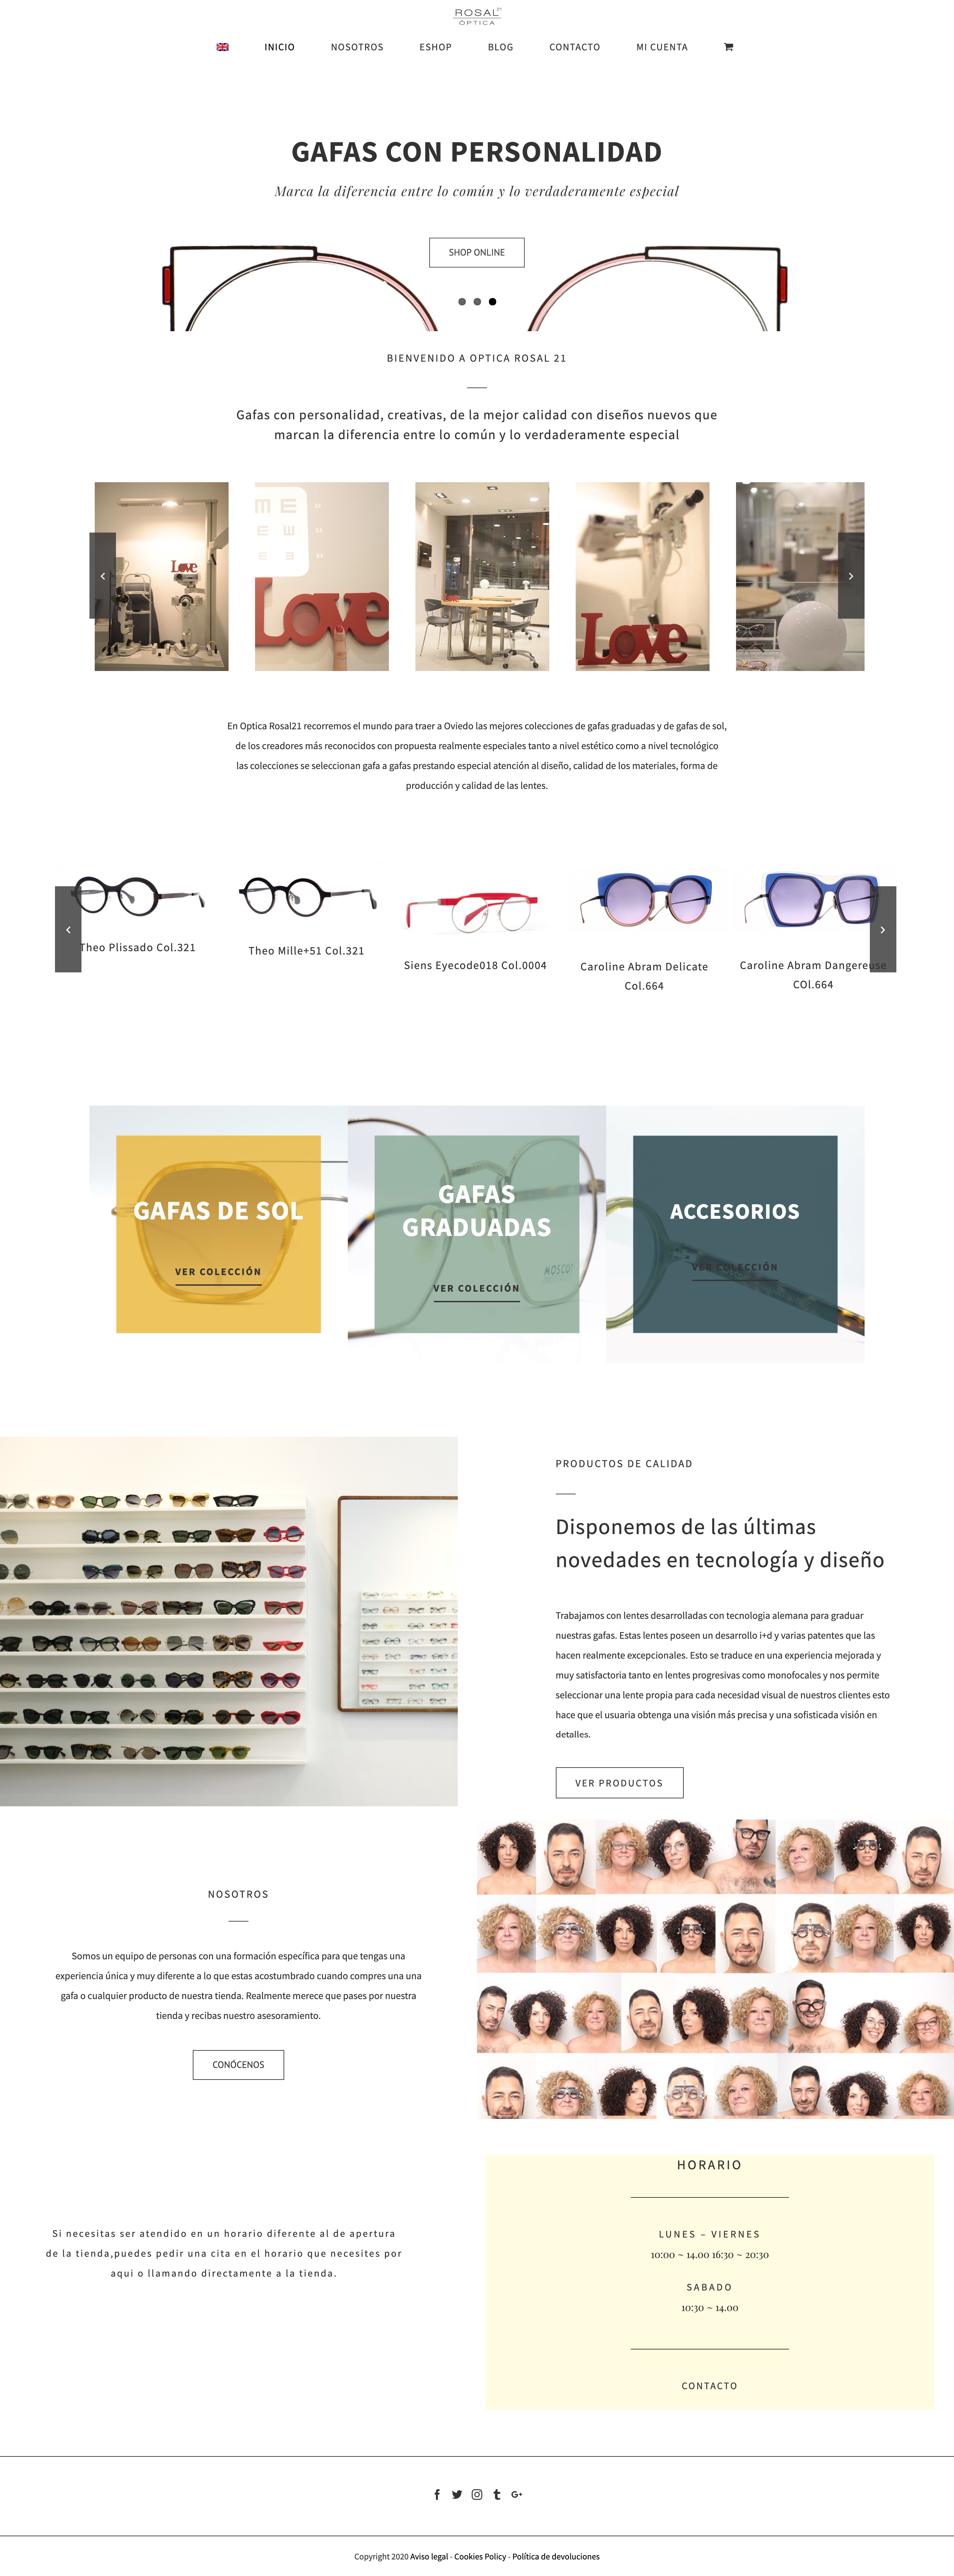 ROSAL 21
ÓPTICA
INICIO
NOSOTROS
ESHOP
BLOG
CONTACTO
MI CUENTA
GAFAS CON PERSONALIDAD
Marca la diferencia entre lo común y lo verdaderamente especial
SHOP ONLINE
BIENVENIDO A OPTICA ROSAL 21
Gafas con personalidad, creativas, de la mejor calidad con diseños nuevos que
marcan la diferencia entre lo común y lo verdaderamente especial
Love
Love
Love
Love
En Optica Rosal21 recorremos el mundo para traer a Oviedo las mejores colecciones de gafas graduadas y de gafas de sol,
de los creadores más reconocidos con propuesta realmente especiales tanto a nivel estético como a nivel tecnológico
las colecciones se seleccionan gafa a gafas prestando especial atención al diseño, calidad de los materiales, forma de
producción y calidad de las lentes.
Theo Plissado Col.321
Theo Mille+51 Col.321
Siens Eyecode018 Col.0004
Caroline Abram Delicate
Col.664
Caroline Abram Dangereuse
COl.664
GAFAS DE SOL
VER COLECCIÓN
GAFAS
GRADUADAS
MOSCOT
VER COLECCIÓN
ACCESORIOS
VER COLECCIÓN
PRODUCTOS DE CALIDAD
Disponemos de las últimas
novedades en tecnología y diseño
Trabajamos con lentes desarrolladas con tecnologia alemana para graduar
nuestras gafas. Estas lentes poseen un desarrollo i+d y varias patentes que las
hacen realmente excepcionales. Esto se traduce en una experiencia mejorada y
muy satisfactoria tanto en lentes progresivas como monofocales y nos permite
seleccionar una lente propia para cada necesidad visual de nuestros clientes esto
hace que el usuaria obtenga una visión más precisa y una sofisticada visión en
detalles.
VER PRODUCTOS
NOSOTROS
Somos un equipo de personas con una formación específica para que tengas una
experiencia única y muy diferente a lo que estas acostumbrado cuando compres una una
gafa o cualquier producto de nuestra tienda. Realmente merece que pases por nuestra
tienda y recibas nuestro asesoramiento.
CONÓCENOS
Si necesitas ser atendido en un horario diferente al de apertura
de la tienda,puedes pedir una cita en el horario que necesites por
aqui o llamando directamente a la tienda.
HORARIO
LUNES – VIERNES
10:00 ~ 14.00 16:30 ~ 20:30
SABADO
10:30 ~ 14.00
CONTACTO
Copyright 2020 Aviso legal - Cookies Policy - Política de devoluciones